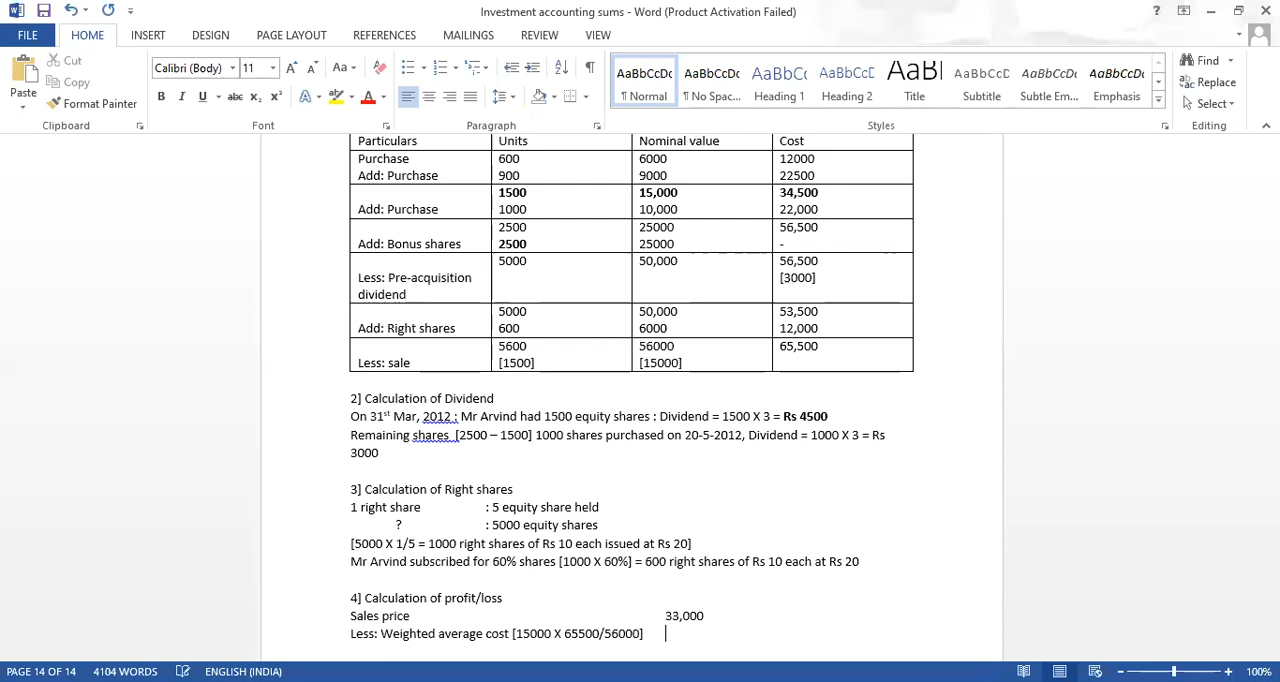 Investment accounting sums - Word (Product Activation Failed)
FILE HOME INSERT DESIGN PAGE LAYOUT REFERENCES MAILINGS REVIEW VIEW
Paste Cut Copy Format Painter
Calibri (Body) 11
AaBbCcDc ¶ Normal
AaBbCcDc ¶ No Spac...
AaBbCc Heading 1
AaBbCcC Heading 2
AaBl Title
AaBbCcD Subtitle
AaBbCcDc Subtle Em...
AaBbCcDc Emphasis
Find
Replace
Select
Clipboard Font Paragraph Styles Editing
Particulars Units Nominal value Cost
Purchase 600 6000 12000
Add: Purchase 900 9000 22500
1500 15,000 34,500
Add: Purchase 1000 10,000 22,000
2500 25000 56,500
Add: Bonus shares 2500 25000 -
5000 50,000 56,500
Less: Pre-acquisition [3000]
dividend
5000 50,000 53,500
Add: Right shares 600 6000 12,000
5600 56000 65,500
Less: sale [1500] [15000]
2] Calculation of Dividend
On 31st Mar, 2012 : Mr Arvind had 1500 equity shares : Dividend = 1500 X 3 = Rs 4500
Remaining shares [2500 – 1500] 1000 shares purchased on 20-5-2012, Dividend = 1000 X 3 = Rs
3000
3] Calculation of Right shares
1 right share : 5 equity share held
? : 5000 equity shares
[5000 X 1/5 = 1000 right shares of Rs 10 each issued at Rs 20]
Mr Arvind subscribed for 60% shares [1000 X 60%] = 600 right shares of Rs 10 each at Rs 20
4] Calculation of profit/loss
Sales price 33,000
Less: Weighted average cost [15000 X 65500/56000]
PAGE 14 OF 14 4104 WORDS ENGLISH (INDIA) 100%